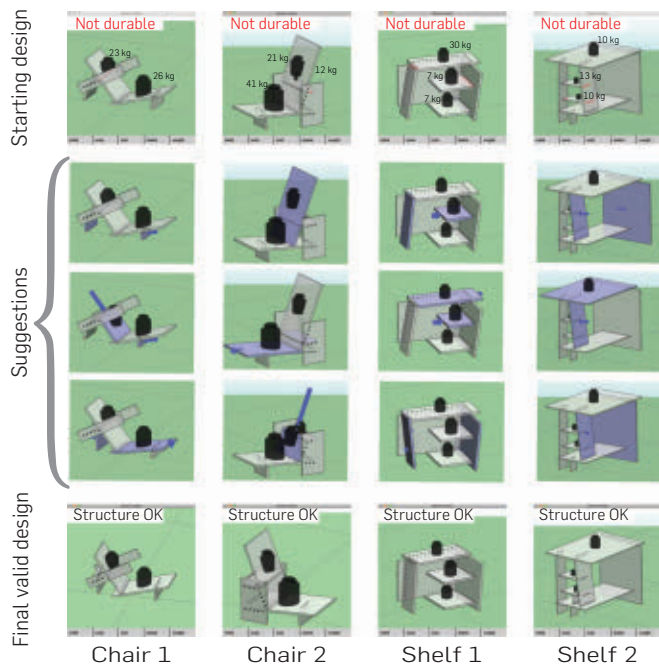 Starting design
Not durable
23 kg
26 kg
Not durable
21 kg
12 kg
41 kg
Not durable
30 kg
7 kg
7 kg
Not durable
10 kg
13 kg
10 kg
Suggestions
Final valid design
Structure OK
Structure OK
Structure OK
Structure OK
Chair 1
Chair 2
Shelf 1
Shelf 2